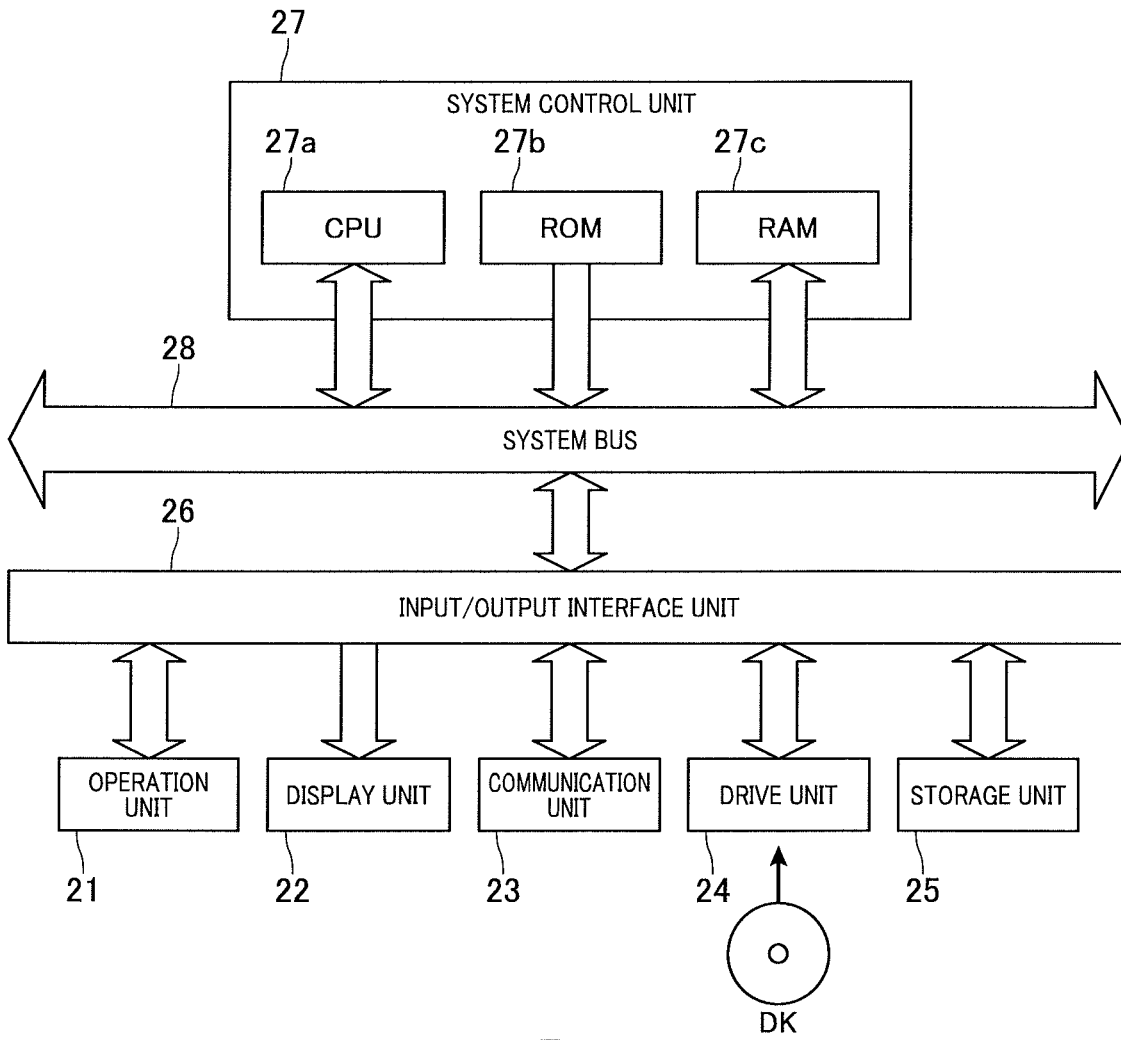 27
SYSTEM CONTROL UNIT
27a
27b
27c
CPU
ROM
RAM
28
SYSTEM BUS
26
INPUT/OUTPUT INTERFACE UNIT
OPERATION
UNIT
DISPLAY UNIT
COMMUNICATION
UNIT
DRIVE UNIT
STORAGE UNIT
21
22
23
24
25
DK